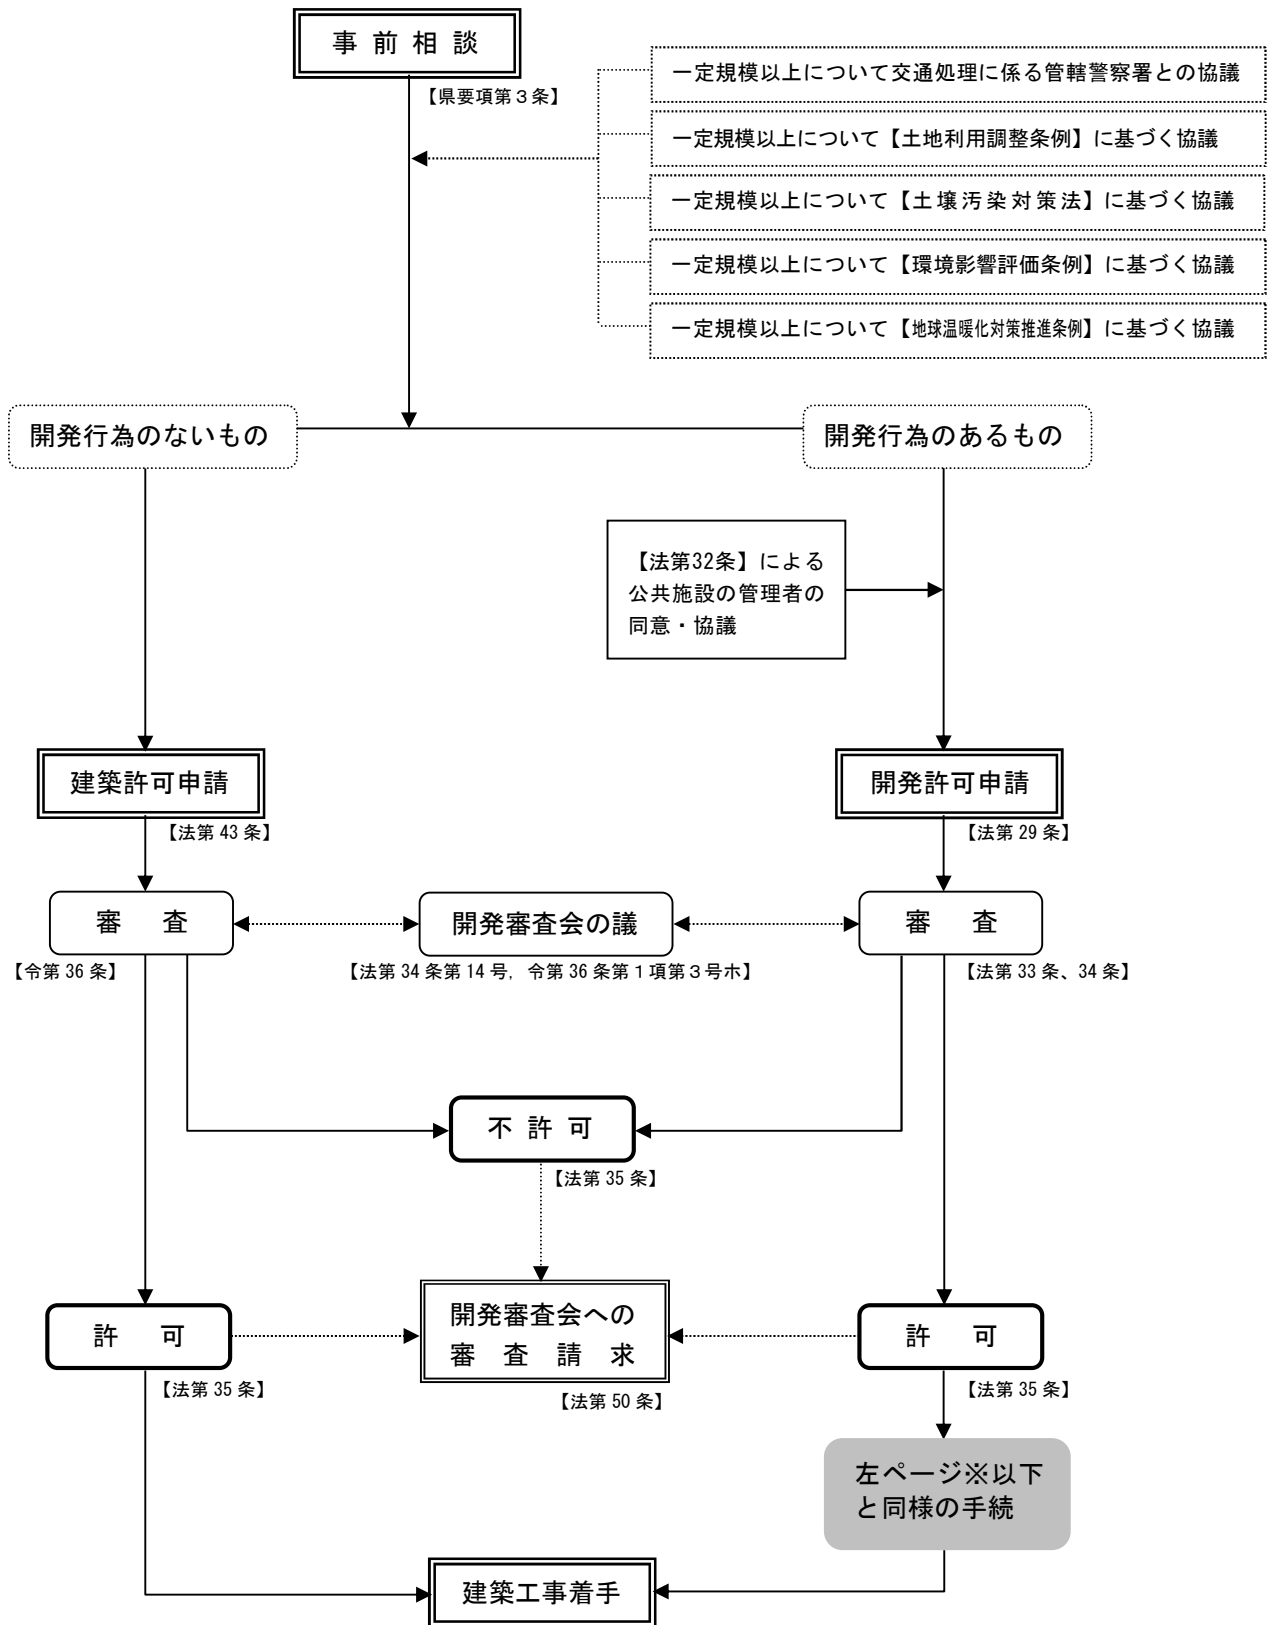 事前相談
【県要項第３条】
一定規模以上について交通処理に係る管轄警察署との協議
一定規模以上について【土地利用調整条例】に基づく協議
一定規模以上について【土壌汚染対策法】に基づく協議
一定規模以上について【環境影響評価条例】に基づく協議
一定規模以上について【地球温暖化対策推進条例】に基づく協議
開発行為のないもの
開発行為のあるもの
【法第32条】による
公共施設の管理者の
同意・協議
建築許可申請
【法第 43 条】
開発許可申請
【法第 29 条】
審　査
【令第 36 条】
開発審査会の議
【法第 34 条第 14 号, 令第 36 条第１項第３号ホ】
審　査
【法第 33 条、34 条】
不許可
【法第 35 条】
許　可
【法第 35 条】
開発審査会への
審　査　請　求
【法第 50 条】
許　可
【法第 35 条】
左ページ※以下
と同様の手続
建築工事着手